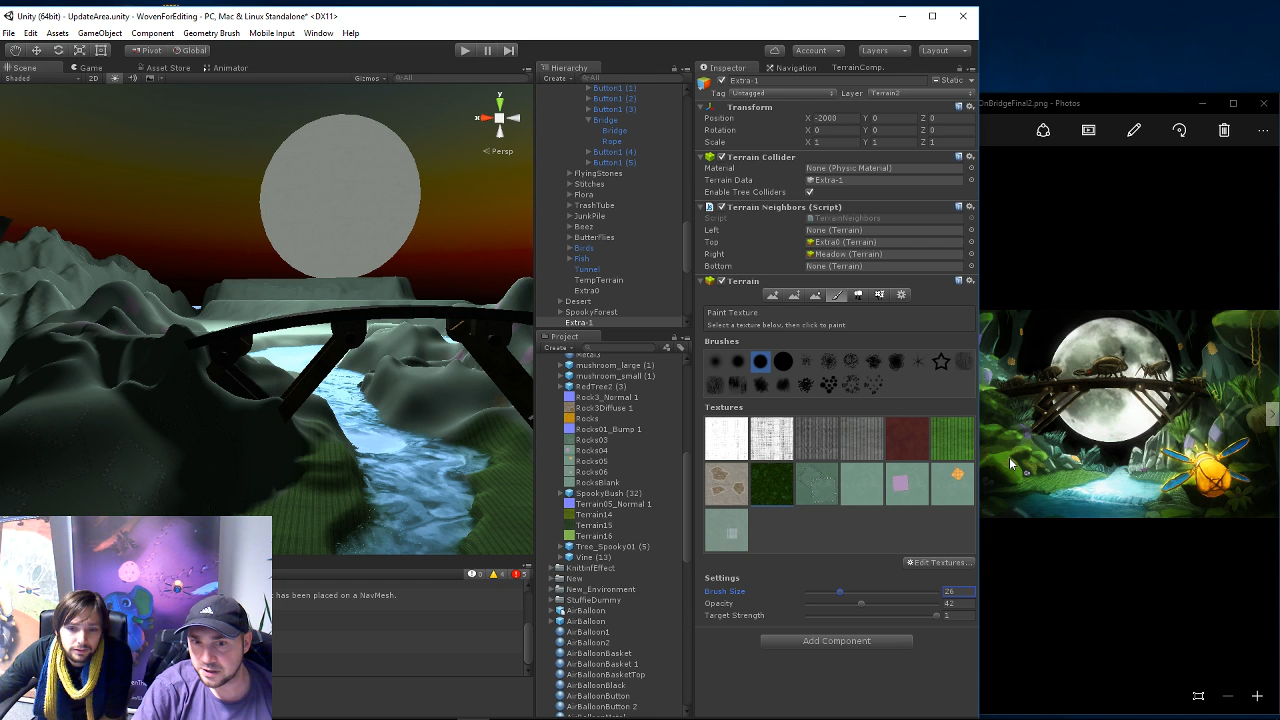 Unity (64bit) - UpdateArea.unity - WovenForEditing - PC, Mac & Linux Standalone* <DX11>
File Edit Assets GameObject Component Geometry Brush Mobile Input Window Help
Pivot Global Account Layers Layout
Scene Game Asset Store Animator
Shaded 2D Gizmos All
y
x
Persp
Hierarchy
Create All
Button1 (1)
Button1 (2)
Button1 (3)
Bridge
Bridge
Rope
Button1 (4)
Button1 (5)
FlyingStones
Stitches
Flora
TrashTube
JunkPile
Beez
ButterFlies
Birds
Fish
Tunnel
TempTerrain
Extra0
Desert
SpookyForest
Extra-1
Project
Create
Metal3
mushroom_large (1)
mushroom_small (1)
RedTree2 (3)
Rock3_Normal 1
Rock3Diffuse 1
Rocks
Rocks01_Bump 1
Rocks03
Rocks04
Rocks05
Rocks06
RocksBlank
SpookyBush (32)
Terrain05_Normal 1
Terrain14
Terrain15
Terrain16
Tree_Spooky01 (5)
Vine (13)
KnittinfEffect
New
New_Environment
StuffieDummy
AirBalloon
AirBalloon
AirBalloon1
AirBalloon2
AirBalloonBasket
AirBalloonBasket 1
AirBalloonBasketTop
AirBalloonBlack
AirBalloonButton
AirBalloonButton 2
Inspector Navigation TerrainComp.
Extra-1 Static
Tag Untagged Layer Terrain2
Transform
Position X -2000 Y 0 Z 0
Rotation X 0 Y 0 Z 0
Scale X 1 Y 1 Z 1
Terrain Collider
Material None (Physic Material)
Terrain Data Extra-1
Enable Tree Colliders
Terrain Neighbors (Script)
Script TerrainNeighbors
Left None (Terrain)
Top Extra0 (Terrain)
Right Meadow (Terrain)
Bottom None (Terrain)
Terrain
Paint Texture
Select a texture below, then click to paint
Brushes
Textures
Edit Textures...
Settings
Brush Size 26
Opacity 42
Target Strength 1
Add Component
0 4 5
has been placed on a NavMesh.
OnBridgeFinal2.png - Photos